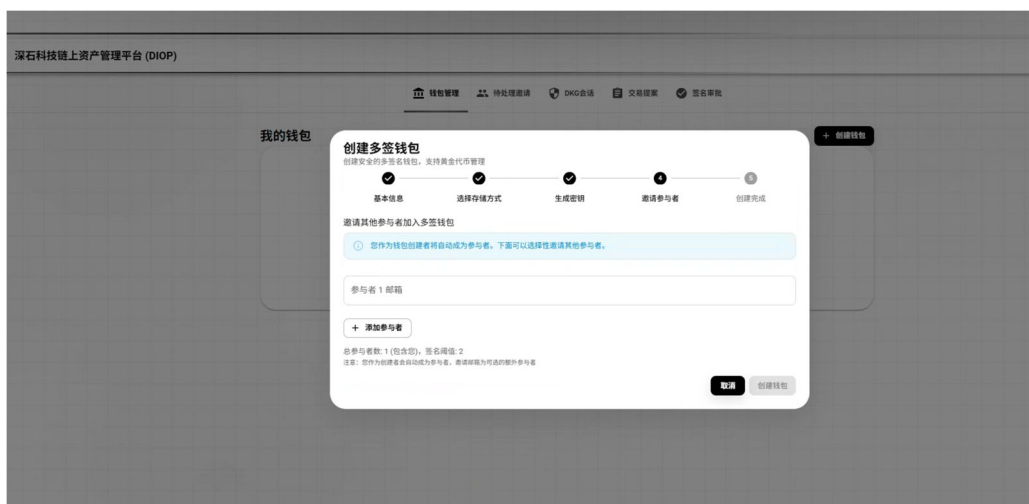 深石科技链上资产管理平台 (DIOP)
钱包管理 待处理邀请 DKG会话 交易提案 签名审批
我的钱包
+ 创建钱包
创建多签钱包
创建安全的多签名钱包，支持黄金代币管理
4 5
基本信息 选择存储方式 生成密钥 邀请参与者 创建完成
邀请其他参与者加入多签钱包
您作为钱包创建者将自动成为参与者。下面可以选择性邀请其他参与者。
参与者 1 邮箱
+ 添加参与者
总参与者数: 1 (包含您)，签名阈值: 2
注意：您作为创建者会自动成为参与者，邀请邮箱为可选的额外参与者
取消 创建钱包